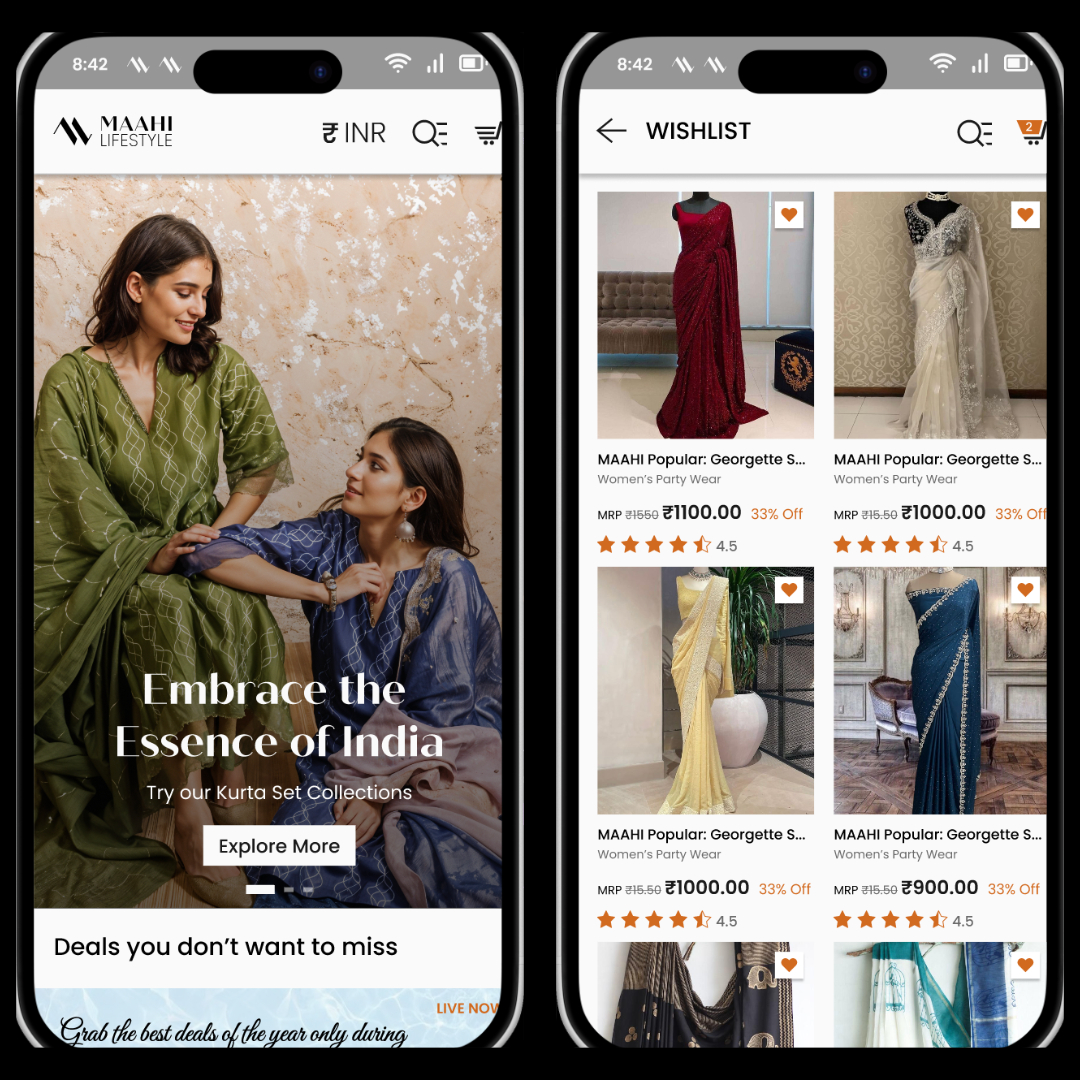 8:42
MAAHI
LIFESTYLE
₹ INR
Embrace the
Essence of India
Try our Kurta Set Collections
Explore More
Deals you don’t want to miss
LIVE NOW
Grab the best deals of the year only during
8:42
WISHLIST
2
MAAHI Popular: Georgette S...
Women’s Party Wear
MRP ₹1550 ₹1100.00 33% Off
4.5
MAAHI Popular: Georgette S...
Women’s Party Wear
MRP ₹15.50 ₹1000.00 33% Off
4.5
MAAHI Popular: Georgette S...
Women’s Party Wear
MRP ₹15.50 ₹1000.00 33% Off
4.5
MAAHI Popular: Georgette S...
Women’s Party Wear
MRP ₹15.50 ₹900.00 33% Off
4.5